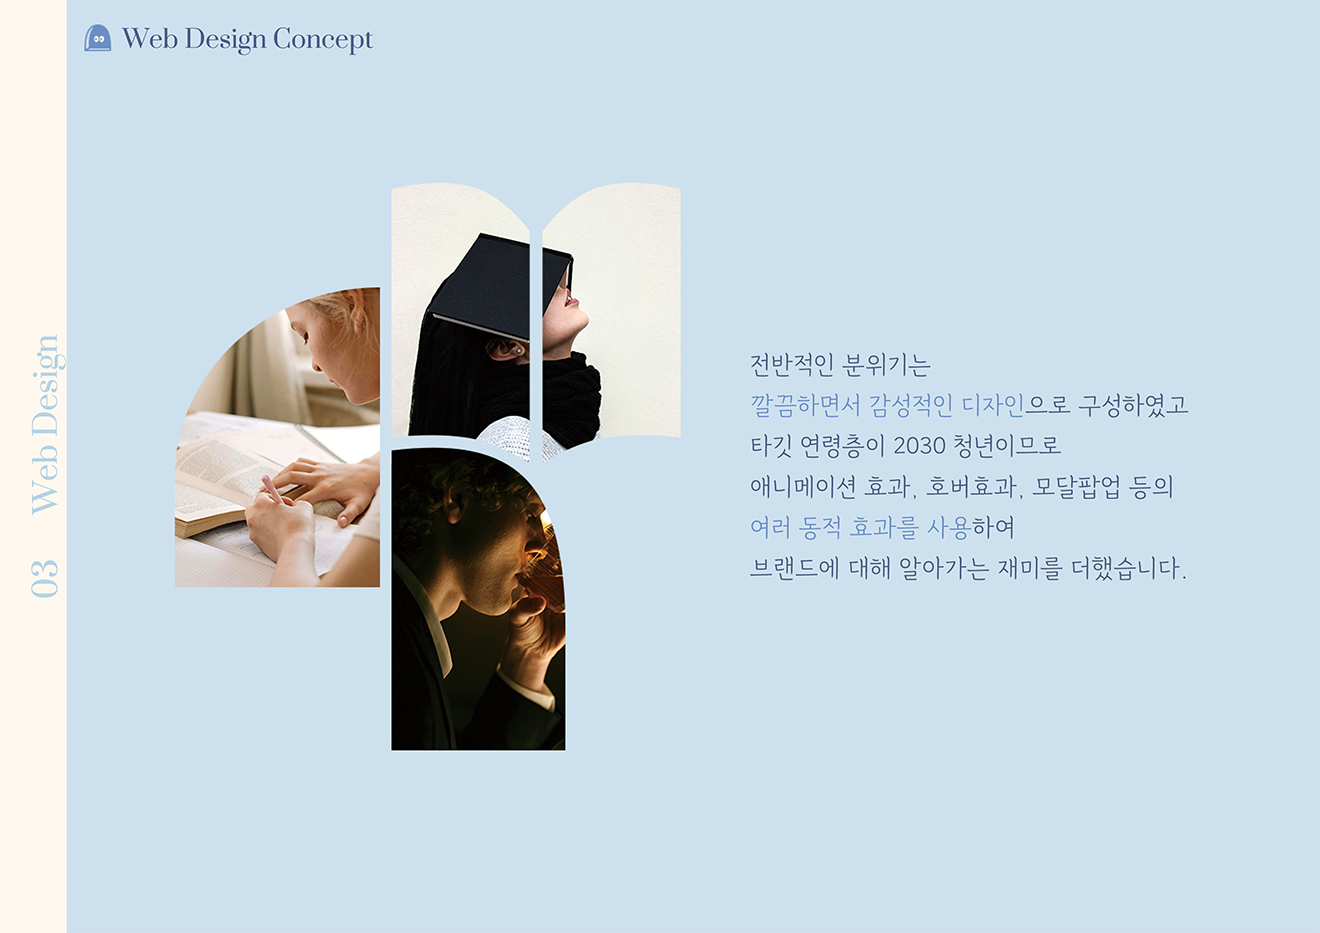 Web Design Concept
03 Web Design
전반적인 분위기는
깔끔하면서 감성적인 디자인으로 구성하였고
타깃 연령층이 2030 청년이므로
애니메이션 효과, 호버효과, 모달팝업 등의
여러 동적 효과를 사용하여
브랜드에 대해 알아가는 재미를 더했습니다.